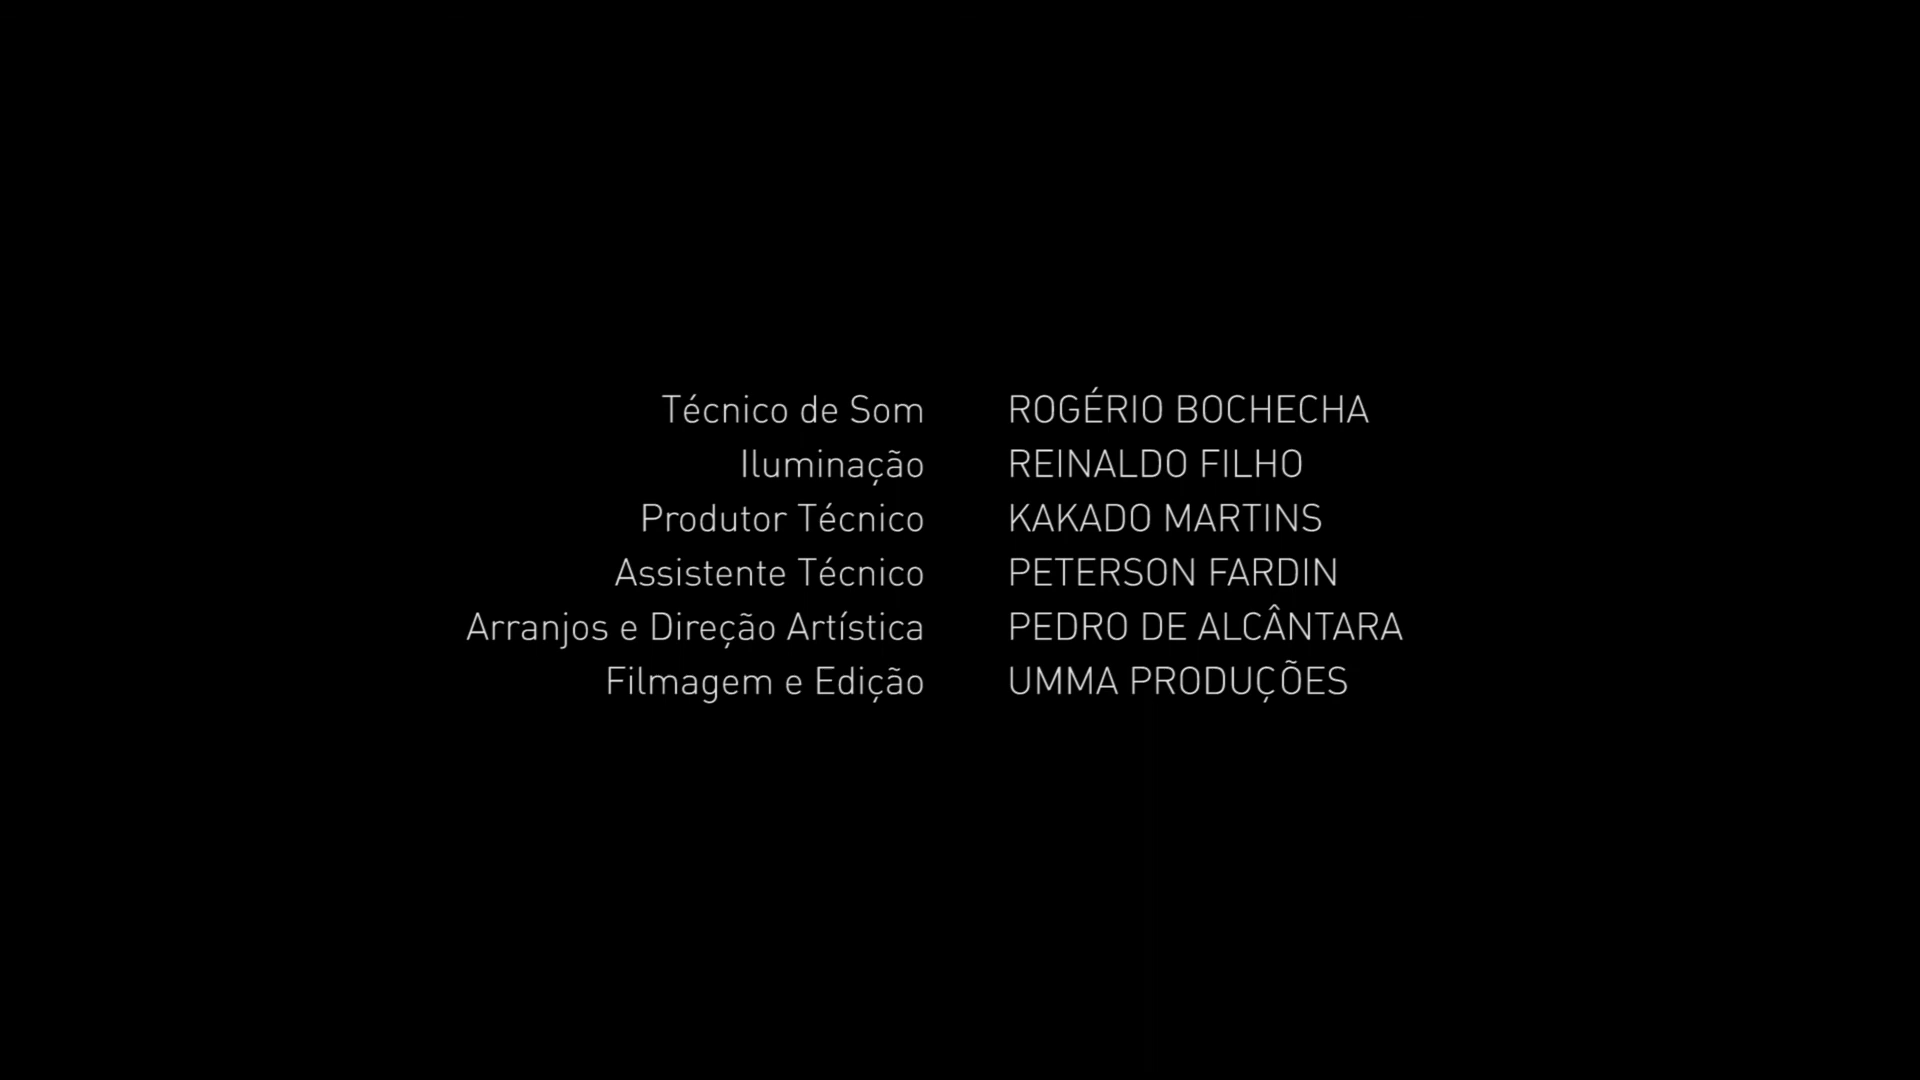 Técnico de Som ROGÉRIO BOCHECHA
Iluminação REINALDO FILHO
Produtor Técnico KAKADO MARTINS
Assistente Técnico PETERSON FARDIN
Arranjos e Direção Artística PEDRO DE ALCÂNTARA
Filmagem e Edição UMMA PRODUÇÕES